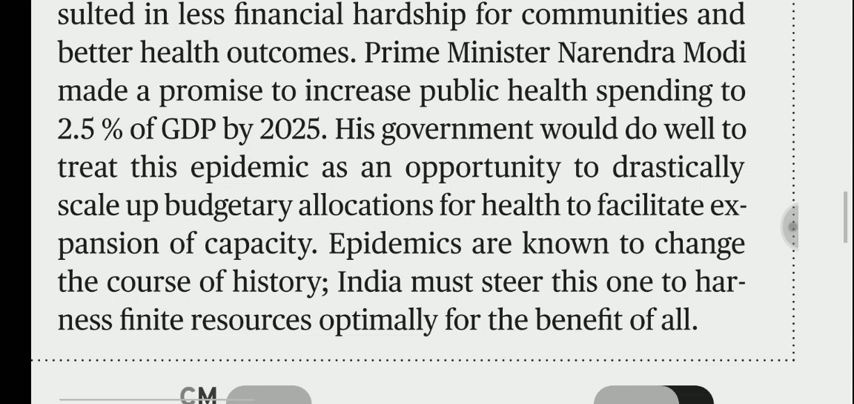 sulted in less financial hardship for communities and
better health outcomes. Prime Minister Narendra Modi
made a promise to increase public health spending to
2.5 % of GDP by 2025. His government would do well to
treat this epidemic as an opportunity to drastically
scale up budgetary allocations for health to facilitate ex-
pansion of capacity. Epidemics are known to change
the course of history; India must steer this one to har-
ness finite resources optimally for the benefit of all.
CM